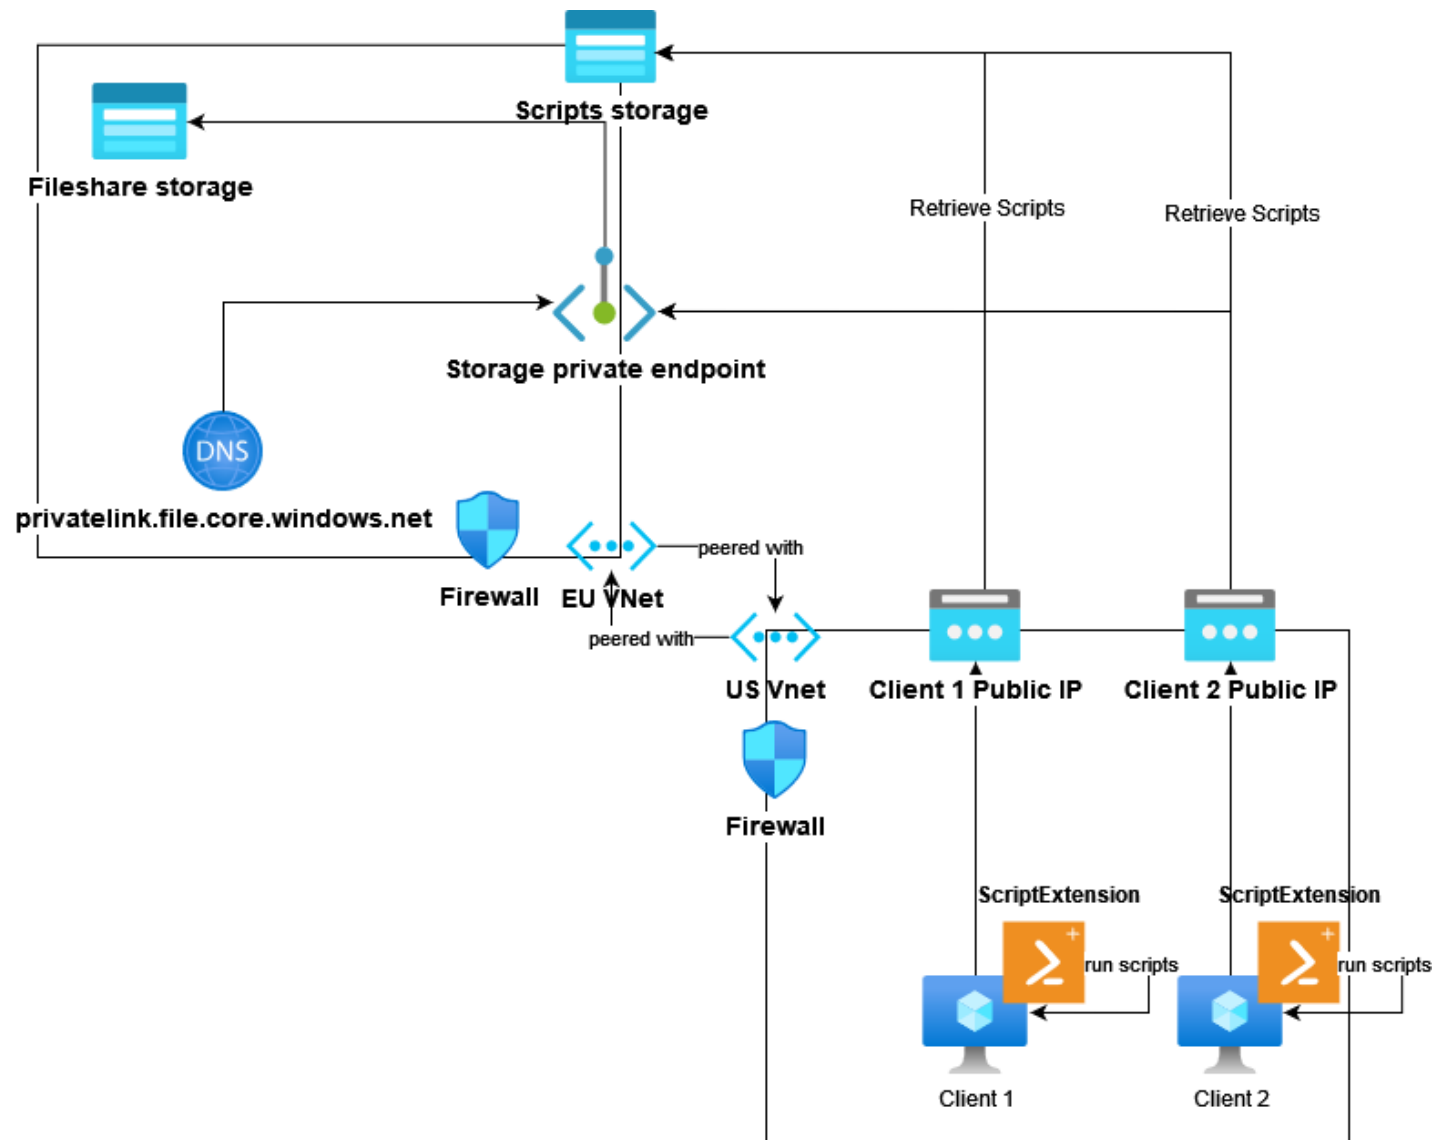 Scripts storage
Fileshare storage
Retrieve Scripts
Retrieve Scripts
Storage private endpoint
DNS
privatelink.file.core.windows.net
Firewall
EU VNet
peered with
peered with
US Vnet
Client 1 Public IP
Client 2 Public IP
Firewall
ScriptExtension
ScriptExtension
run scripts
run scripts
Client 1
Client 2